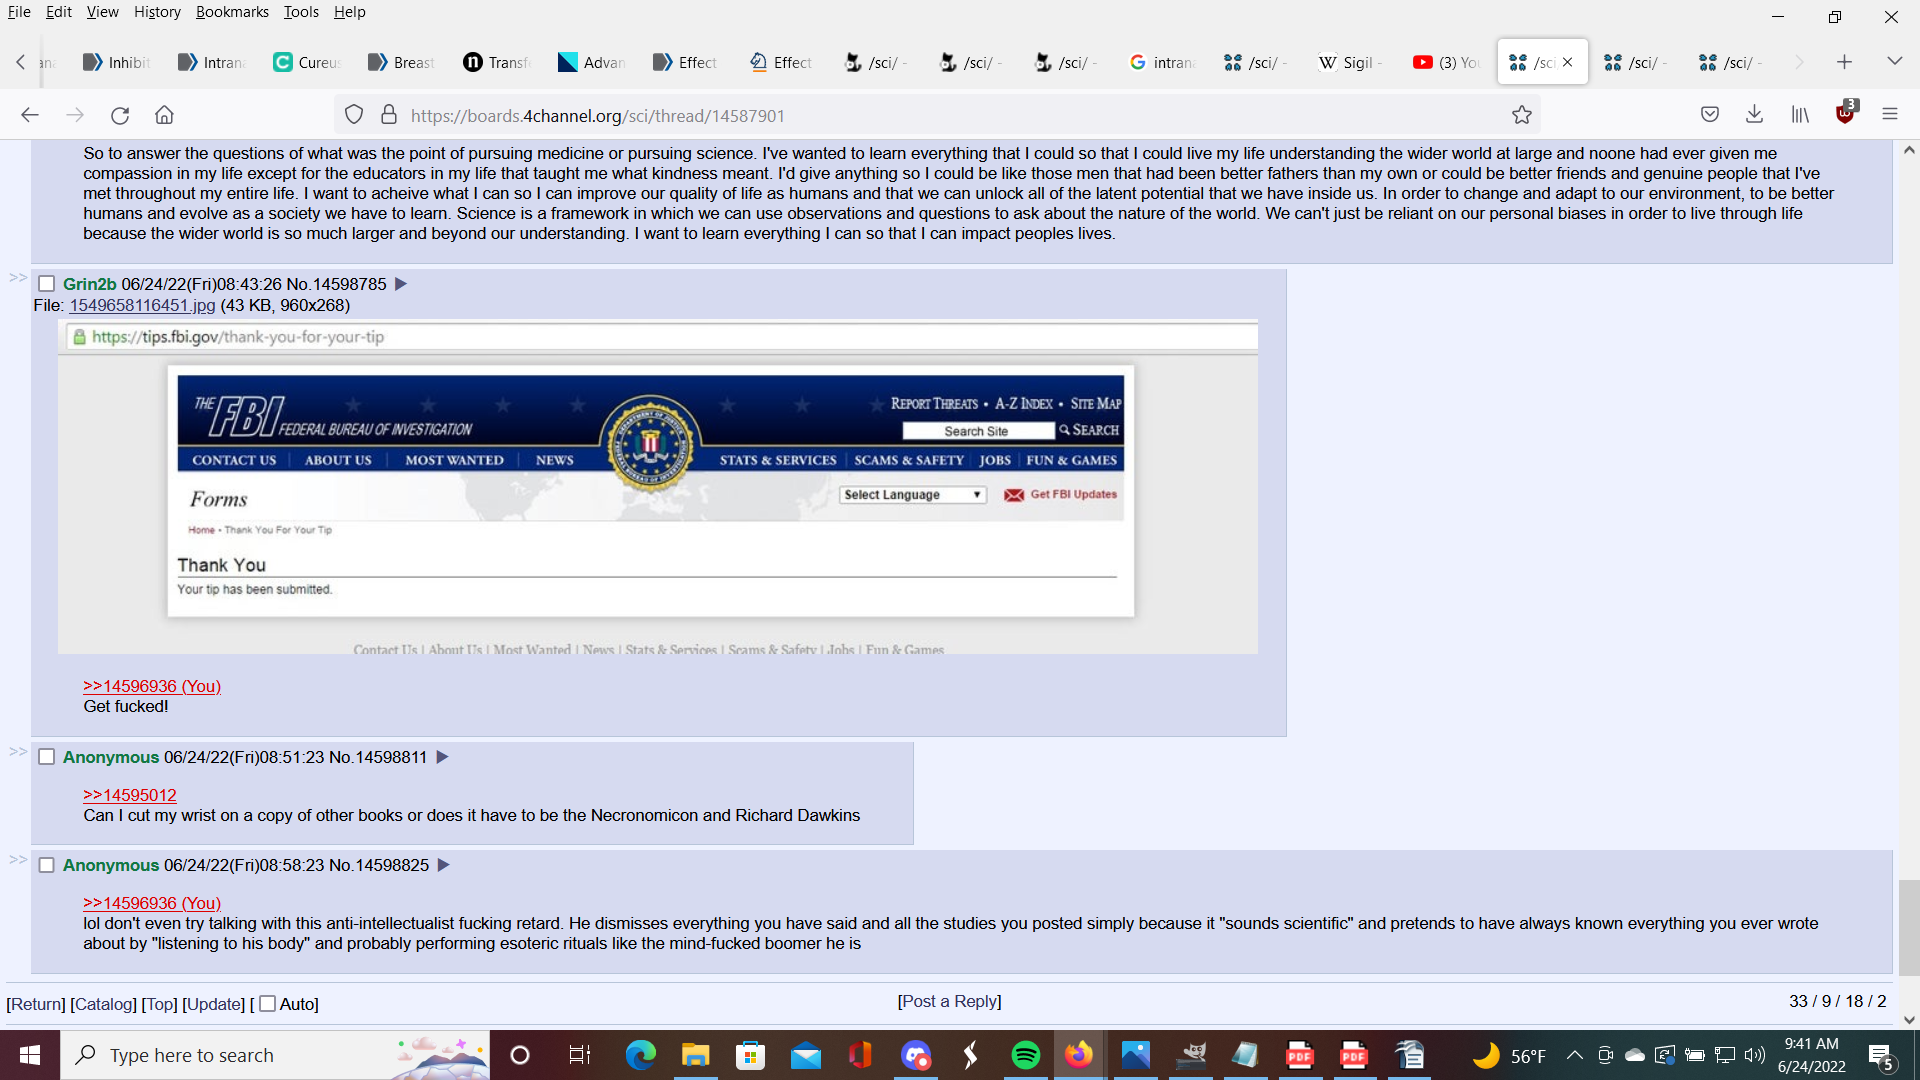 File Edit View History Bookmarks Tools Help
Inhibit Intrana Cureus Breast Transfe Advan Effect Effect /sci/ - /sci/ - /sci/ - intrana /sci/ - Sigil - (3) You /sci /sci/ - /sci/ -
https://boards.4channel.org/sci/thread/14587901
3
So to answer the questions of what was the point of pursuing medicine or pursuing science. I've wanted to learn everything that I could so that I could live my life understanding the wider world at large and noone had ever given me
compassion in my life except for the educators in my life that taught me what kindness meant. I'd give anything so I could be like those men that had been better fathers than my own or could be better friends and genuine people that I've
met throughout my entire life. I want to acheive what I can so I can improve our quality of life as humans and that we can unlock all of the latent potential that we have inside us. In order to change and adapt to our environment, to be better
humans and evolve as a society we have to learn. Science is a framework in which we can use observations and questions to ask about the nature of the world. We can't just be reliant on our personal biases in order to live through life
because the wider world is so much larger and beyond our understanding. I want to learn everything I can so that I can impact peoples lives.
>> Grin2b 06/24/22(Fri)08:43:26 No.14598785 ▶
File: 1549658116451.jpg (43 KB, 960x268)
https://tips.fbi.gov/thank-you-for-your-tip
REPORT THREATS • A-Z INDEX • SITE MAP
THE FBI FEDERAL BUREAU OF INVESTIGATION
Search Site SEARCH
CONTACT US ABOUT US MOST WANTED NEWS STATS & SERVICES SCAMS & SAFETY JOBS FUN & GAMES
Forms
Select Language Get FBI Updates
Home • Thank You For Your Tip
Thank You
Your tip has been submitted.
Contact Us | About Us | Most Wanted | News | Stats & Services | Scams & Safety | Jobs | Fun & Games
>>14596936 (You)
Get fucked!
>> Anonymous 06/24/22(Fri)08:51:23 No.14598811 ▶
>>14595012
Can I cut my wrist on a copy of other books or does it have to be the Necronomicon and Richard Dawkins
>> Anonymous 06/24/22(Fri)08:58:23 No.14598825 ▶
>>14596936 (You)
lol don't even try talking with this anti-intellectualist fucking retard. He dismisses everything you have said and all the studies you posted simply because it "sounds scientific" and pretends to have always known everything you ever wrote
about by "listening to his body" and probably performing esoteric rituals like the mind-fucked boomer he is
[Return] [Catalog] [Top] [Update] [ Auto] [Post a Reply] 33 / 9 / 18 / 2
Type here to search
PDF PDF
56°F
9:41 AM
6/24/2022
5